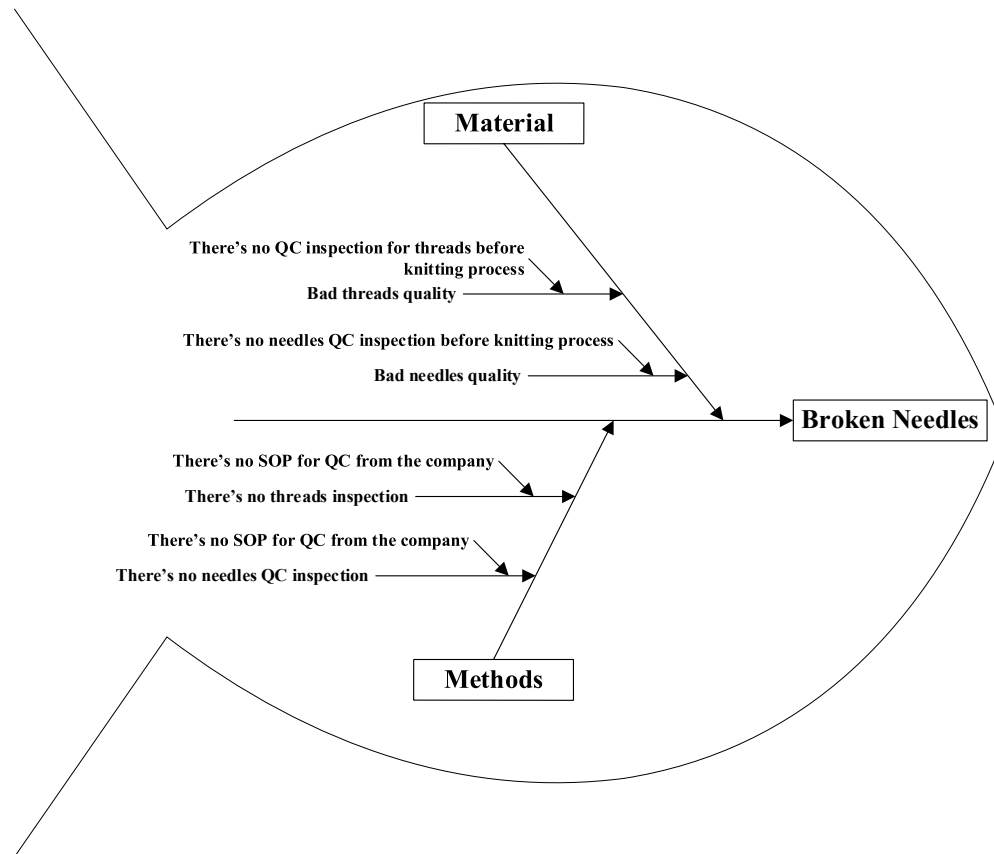 Material
There’s no QC inspection for threads before
knitting process
Bad threads quality
There’s no needles QC inspection before knitting process
Bad needles quality
Broken Needles
There’s no SOP for QC from the company
There’s no threads inspection
There’s no SOP for QC from the company
There’s no needles QC inspection
Methods